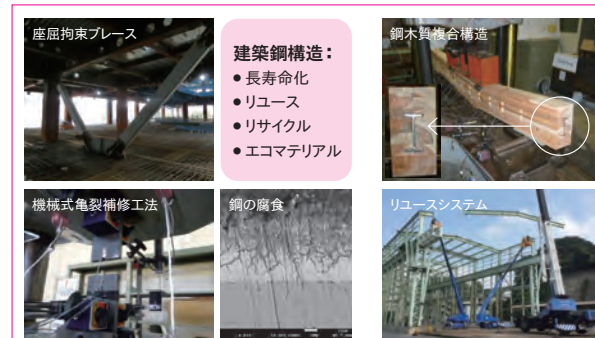 座屈拘束ブレース
建築鋼構造：
● 長寿命化
● リユース
● リサイクル
● エコマテリアル
鋼木質複合構造
機械式亀裂補修工法
鋼の腐食
リユースシステム